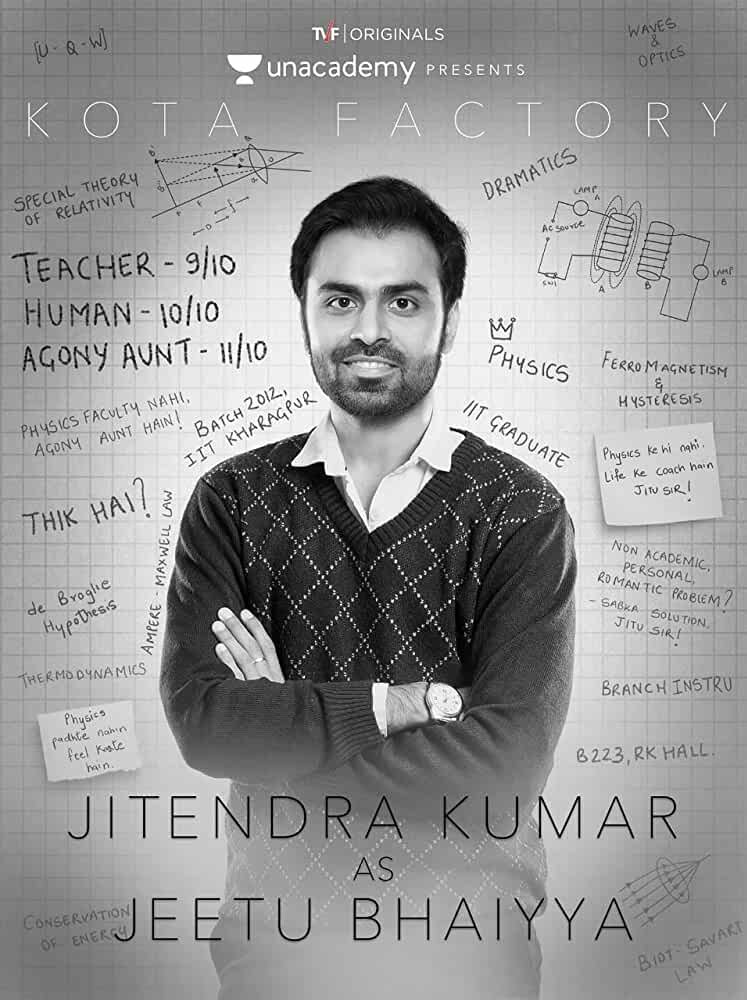 [U - Q - W]
TVF | ORIGINALS
WAVES
&
OPTICS
unacademy PRESENTS
KOTA FACTORY
SPECIAL THEORY
OF RELATIVITY
DRAMATICS
LAMP
A
AC SOURCE
SW1
A
B
LAMP
B
TEACHER - 9/10
HUMAN - 10/10
AGONY AUNT - 11/10
PHYSICS
FERROMAGNETISM
&
HYSTERESIS
PHYSICS FACULTY NAHI,
AGONY AUNT HAIN!
BATCH 2012,
IIT KHARAGPUR
IIT GRADUATE
Physics ke hi nahi.
Life ke coach hain
JITU SIR!
THIK HAI?
AMPERE - MAXWELL LAW
NON ACADEMIC,
PERSONAL,
ROMANTIC PROBLEM?
- SABKA SOLUTION.
JITU SIR!
de Broglie
Hypothesis
THERMODYNAMICS
BRANCH INSTRU
Physics
padhte nahin
feel karte
hain.
B223, RK HALL.
JITENDRA KUMAR
AS
JEETU BHAIYYA
CONSERVATION
OF ENERGY
BIOT-SAVART
LAW